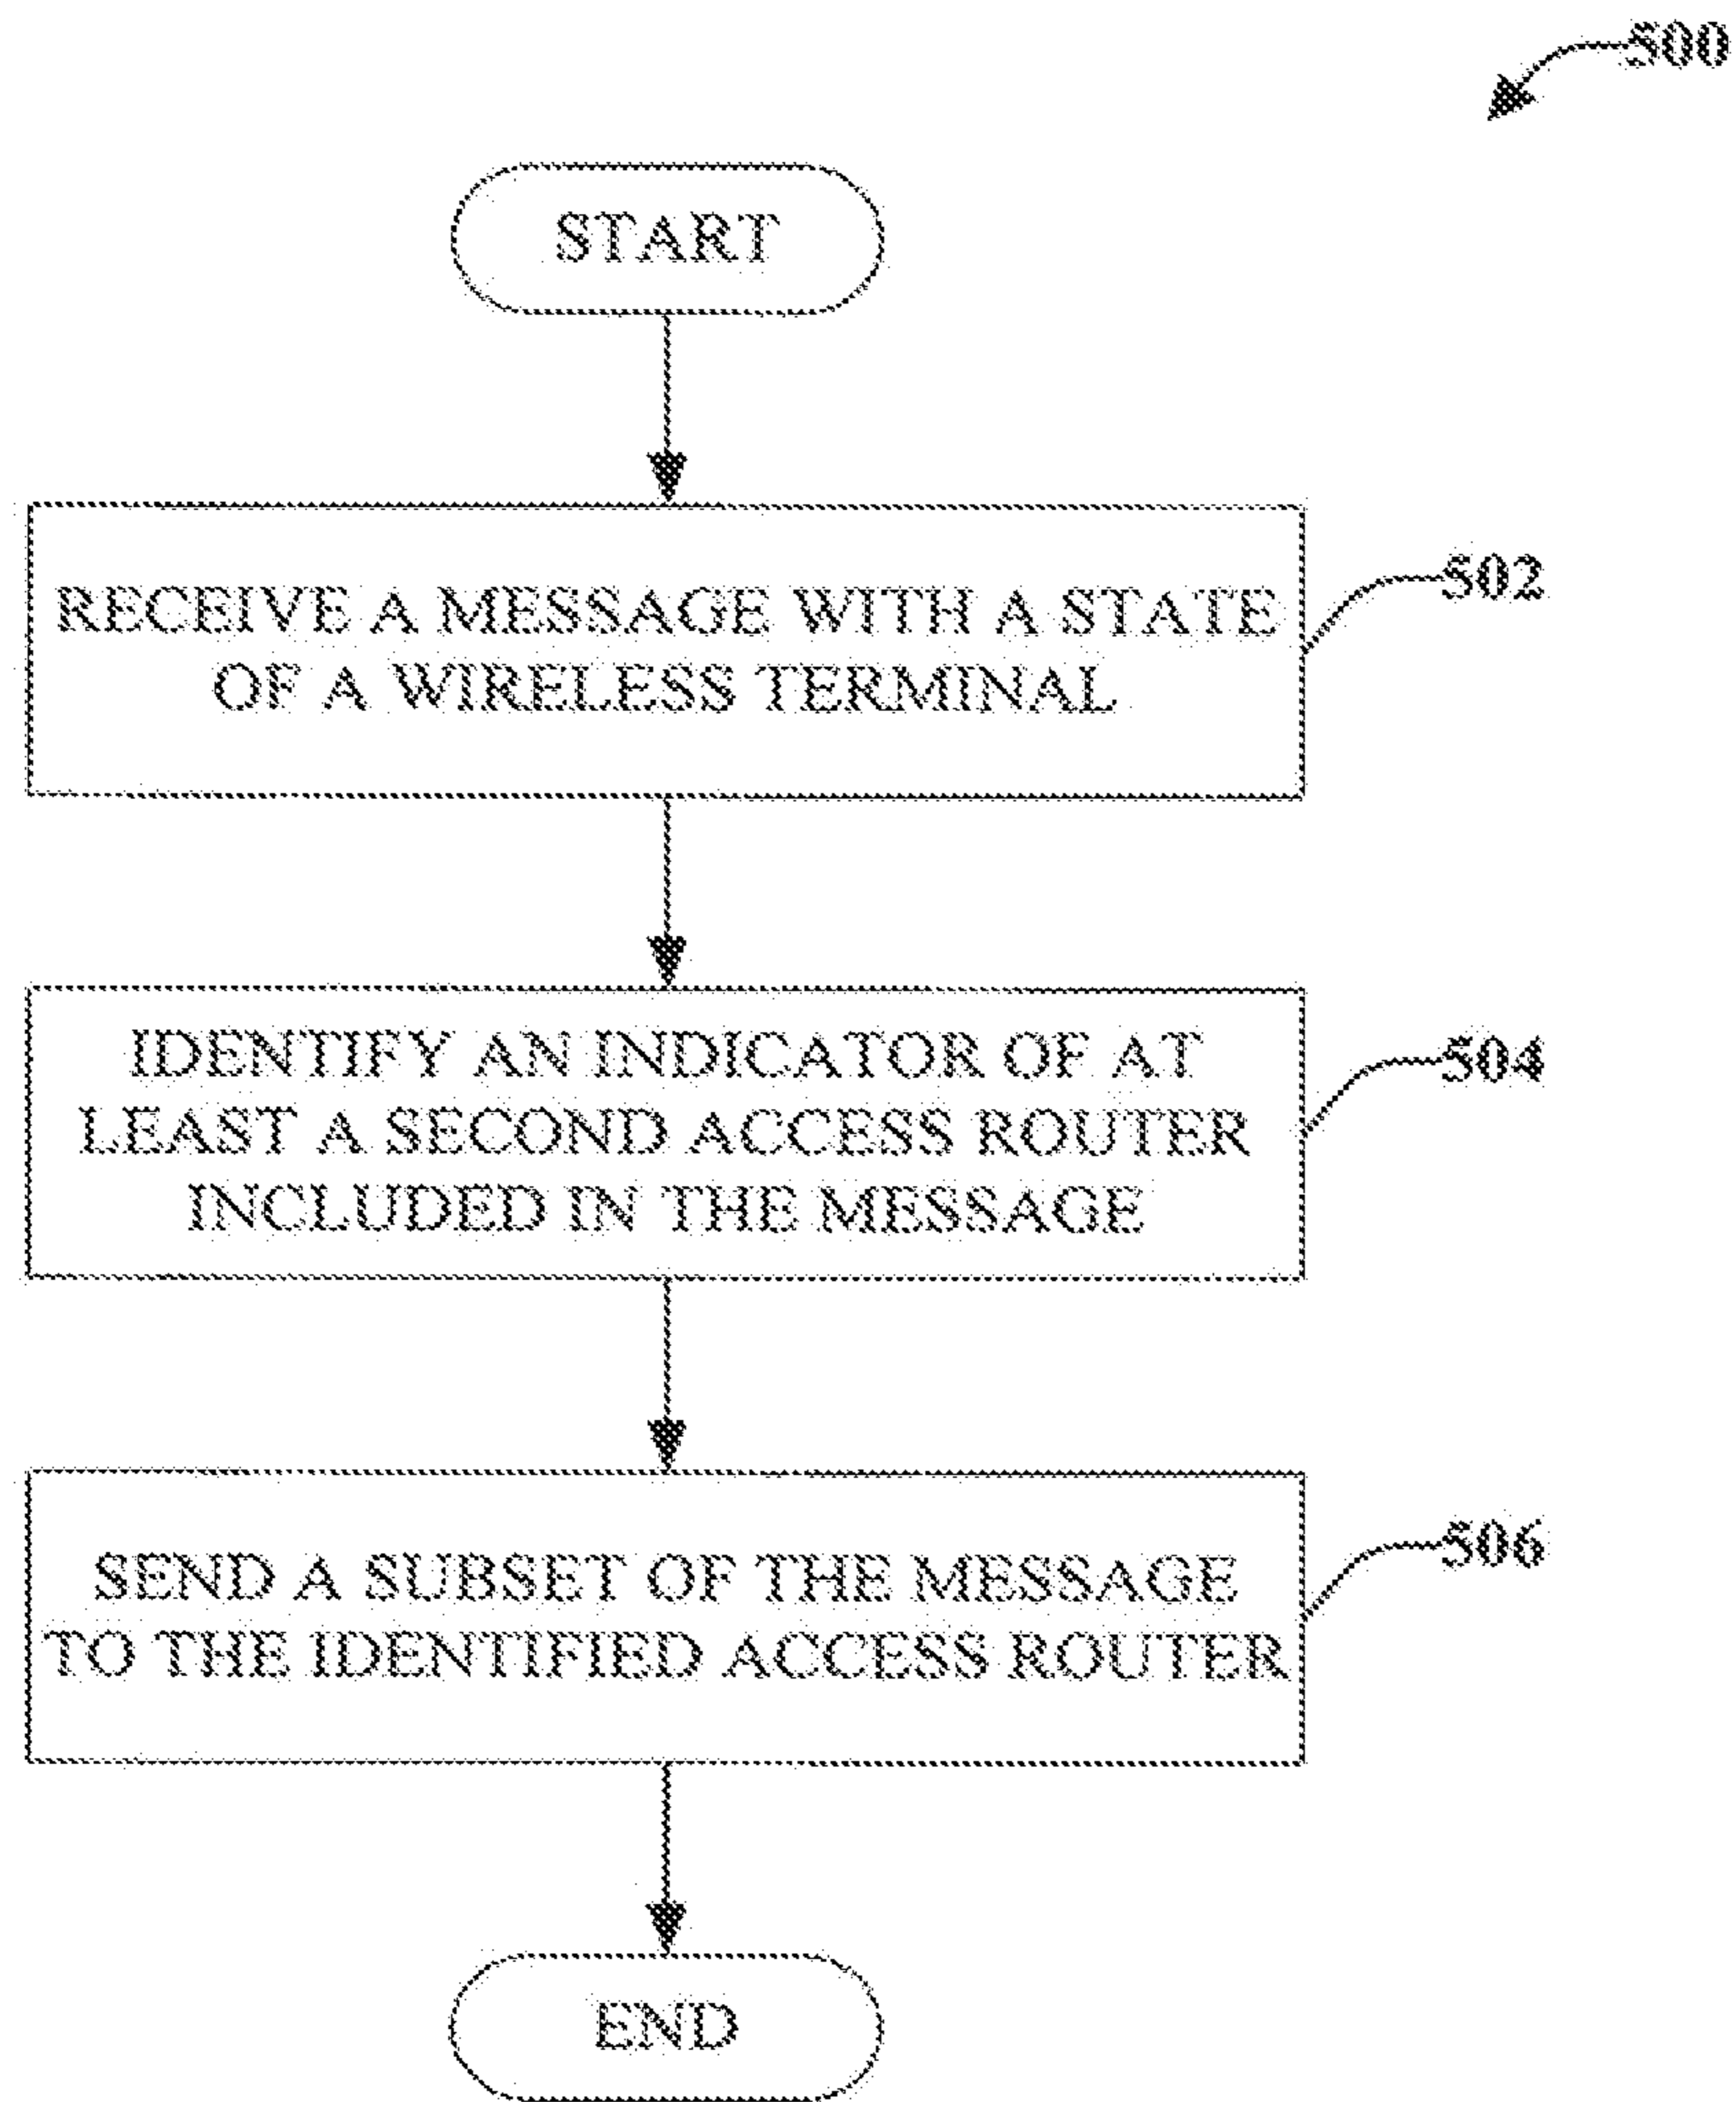 500
START
RECEIVE A MESSAGE WITH A STATE
OF A WIRELESS TERMINAL
502
IDENTIFY AN INDICATOR OF AT
LEAST A SECOND ACCESS ROUTER
INCLUDED IN THE MESSAGE
504
SEND A SUBSET OF THE MESSAGE
TO THE IDENTIFIED ACCESS ROUTER
506
END